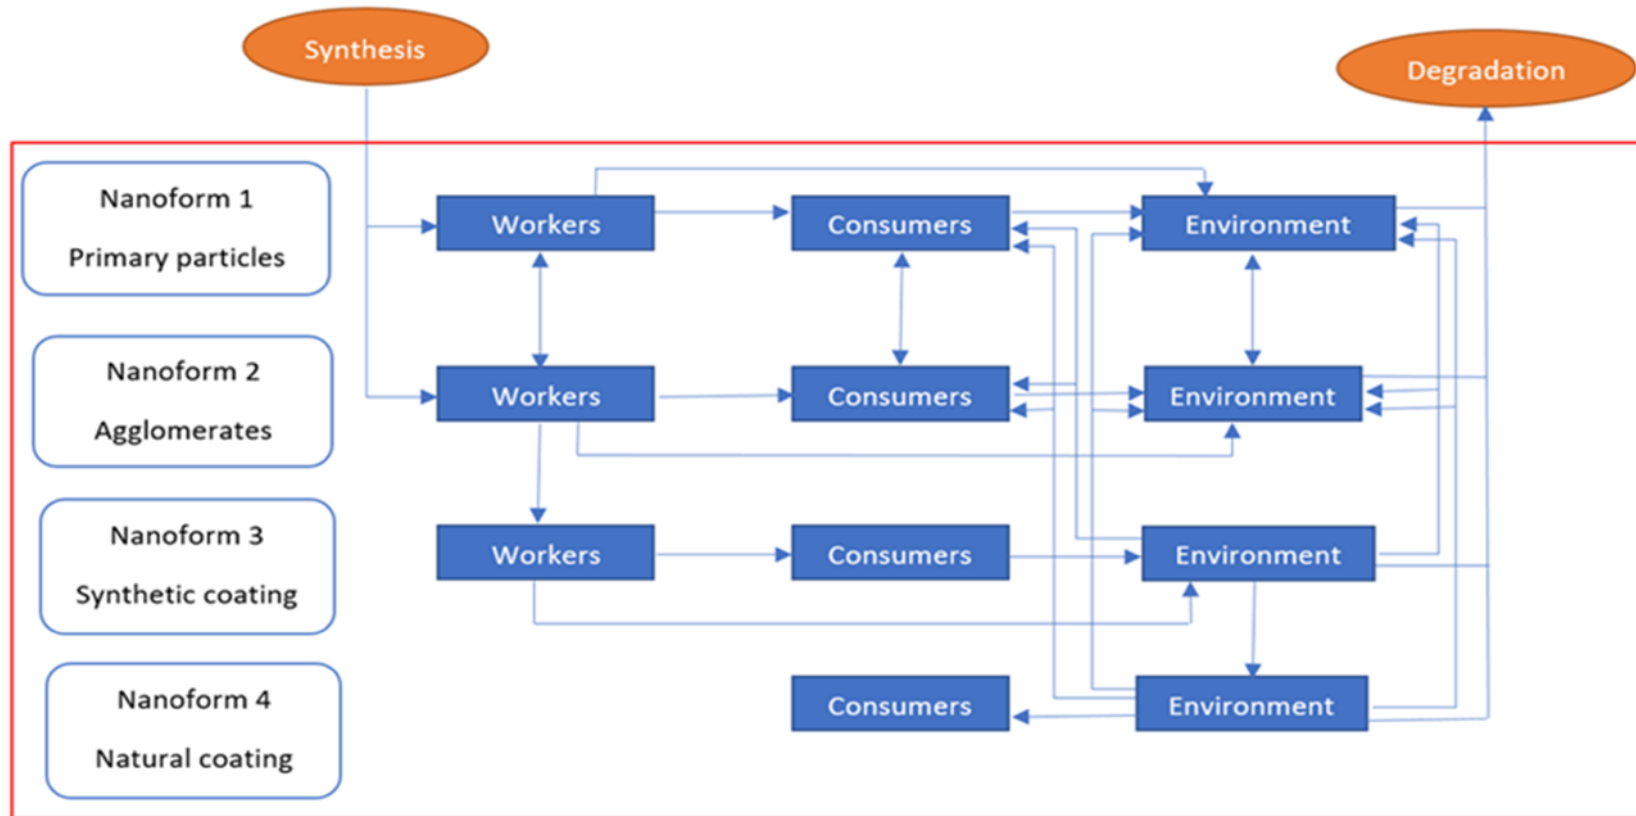 Synthesis
Degradation
Nanoform 1
Primary particles
Workers
Consumers
Environment
Nanoform 2
Agglomerates
Workers
Consumers
Environment
Nanoform 3
Synthetic coating
Workers
Consumers
Environment
Nanoform 4
Natural coating
Consumers
Environment